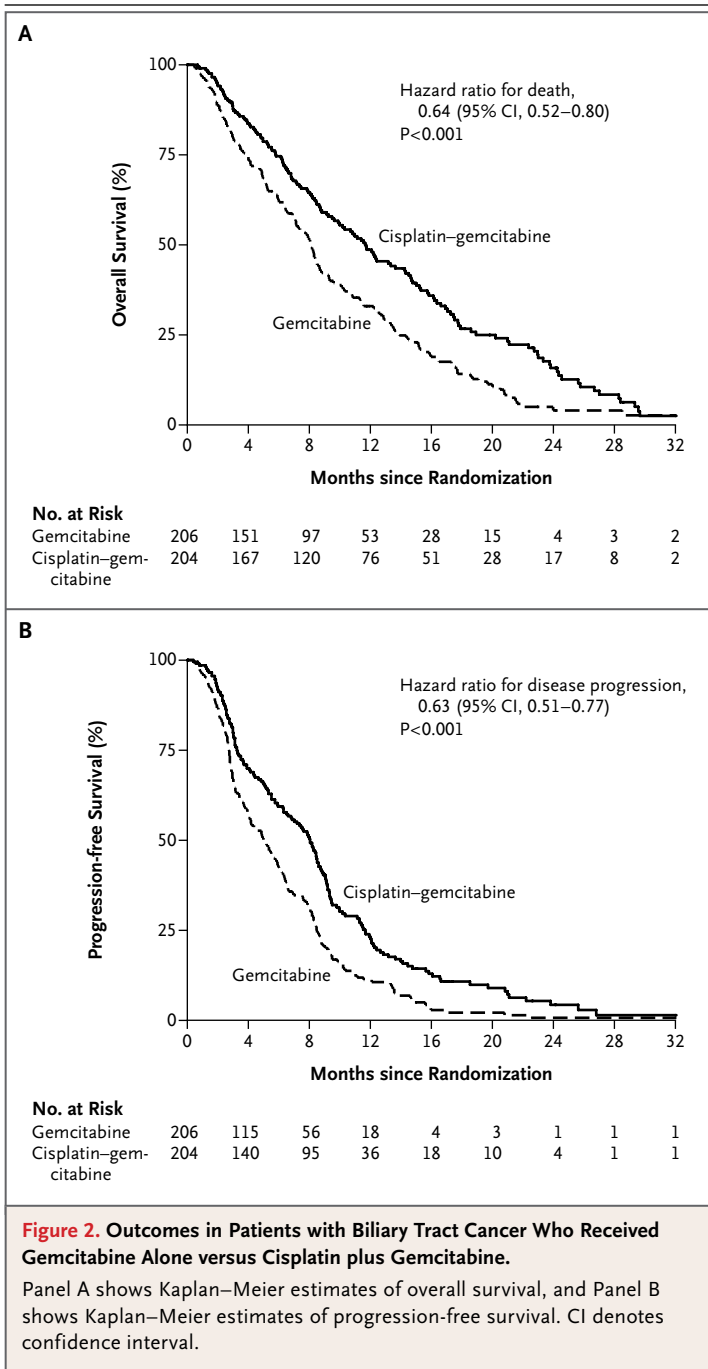 A
100
75
50
25
0
Overall Survival (%)
Hazard ratio for death,
0.64 (95% CI, 0.52–0.80)
P<0.001
Cisplatin–gemcitabine
Gemcitabine
0 4 8 12 16 20 24 28 32
Months since Randomization
No. at Risk
Gemcitabine 206 151 97 53 28 15 4 3 2
Cisplatin–gem- 204 167 120 76 51 28 17 8 2
citabine
B
100
75
50
25
0
Progression-free Survival (%)
Hazard ratio for disease progression,
0.63 (95% CI, 0.51–0.77)
P<0.001
Cisplatin–gemcitabine
Gemcitabine
0 4 8 12 16 20 24 28 32
Months since Randomization
No. at Risk
Gemcitabine 206 115 56 18 4 3 1 1 1
Cisplatin–gem- 204 140 95 36 18 10 4 1 1
citabine
Figure 2. Outcomes in Patients with Biliary Tract Cancer Who Received
Gemcitabine Alone versus Cisplatin plus Gemcitabine.
Panel A shows Kaplan–Meier estimates of overall survival, and Panel B
shows Kaplan–Meier estimates of progression-free survival. CI denotes
confidence interval.